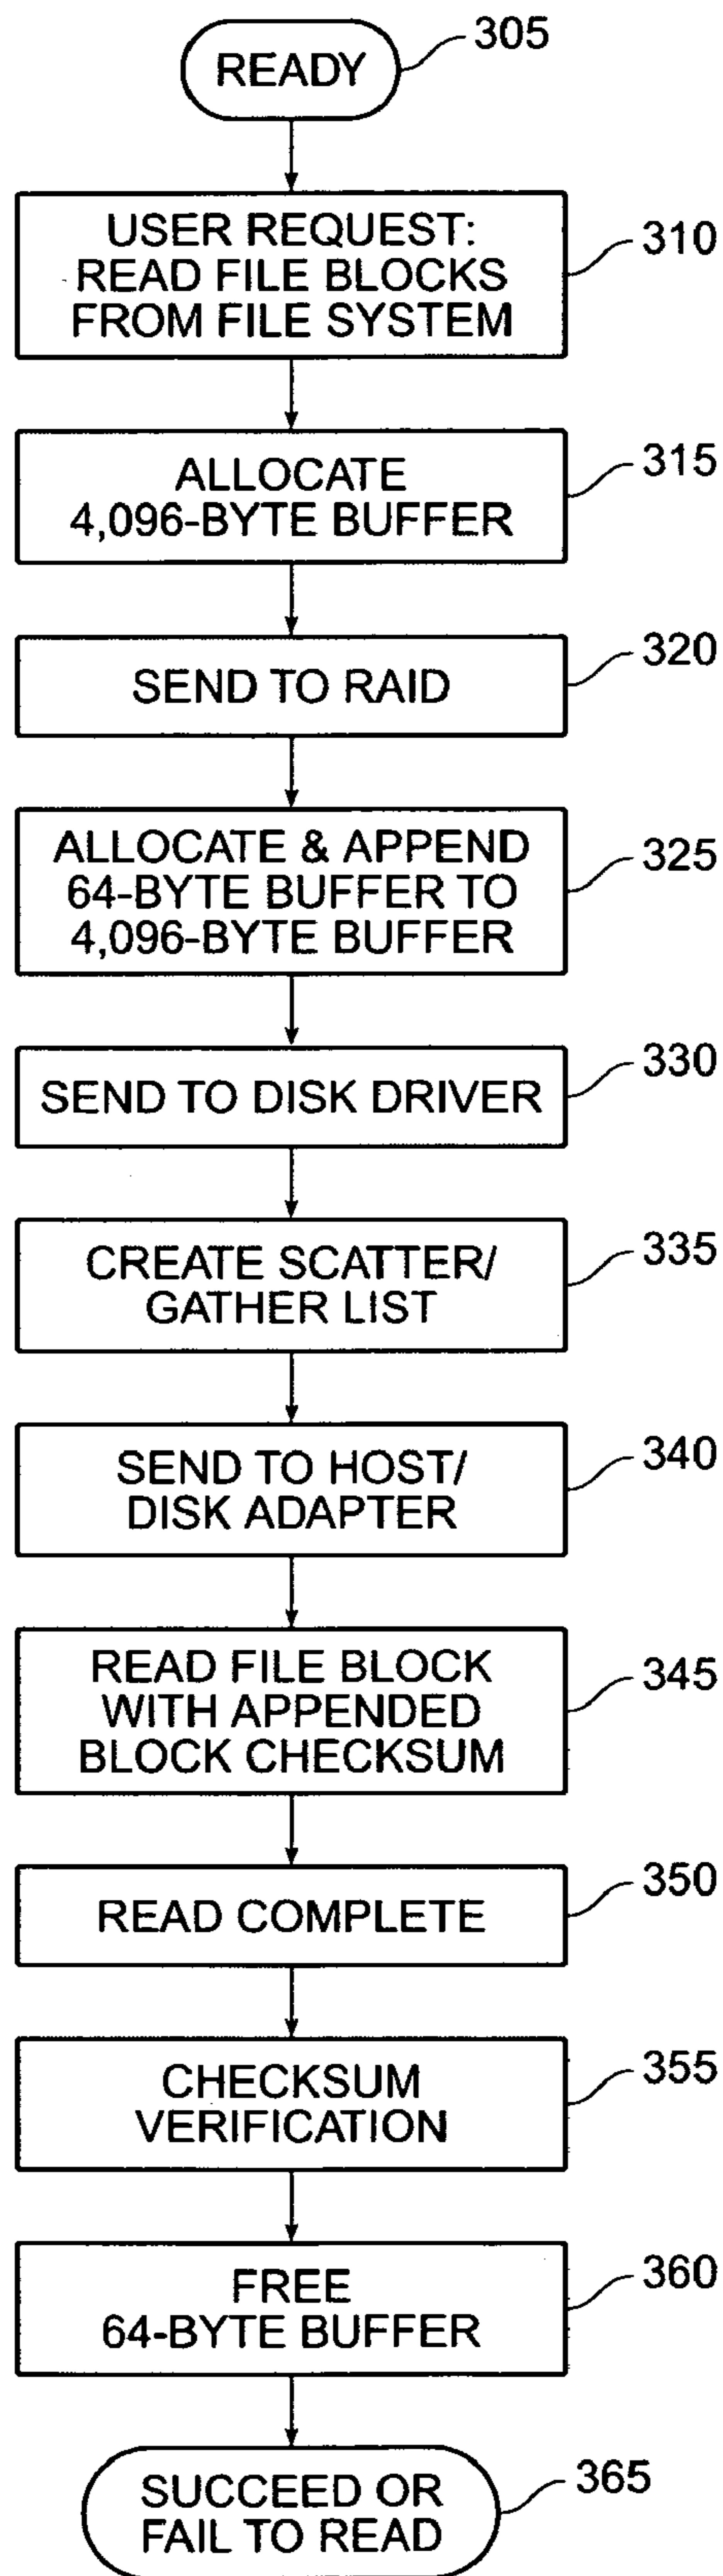 READY
305
USER REQUEST:
READ FILE BLOCKS
FROM FILE SYSTEM
310
ALLOCATE
4,096-BYTE BUFFER
315
SEND TO RAID
320
ALLOCATE & APPEND
64-BYTE BUFFER TO
4,096-BYTE BUFFER
325
SEND TO DISK DRIVER
330
CREATE SCATTER/
GATHER LIST
335
SEND TO HOST/
DISK ADAPTER
340
READ FILE BLOCK
WITH APPENDED
BLOCK CHECKSUM
345
READ COMPLETE
350
CHECKSUM
VERIFICATION
355
FREE
64-BYTE BUFFER
360
SUCCEED OR
FAIL TO READ
365